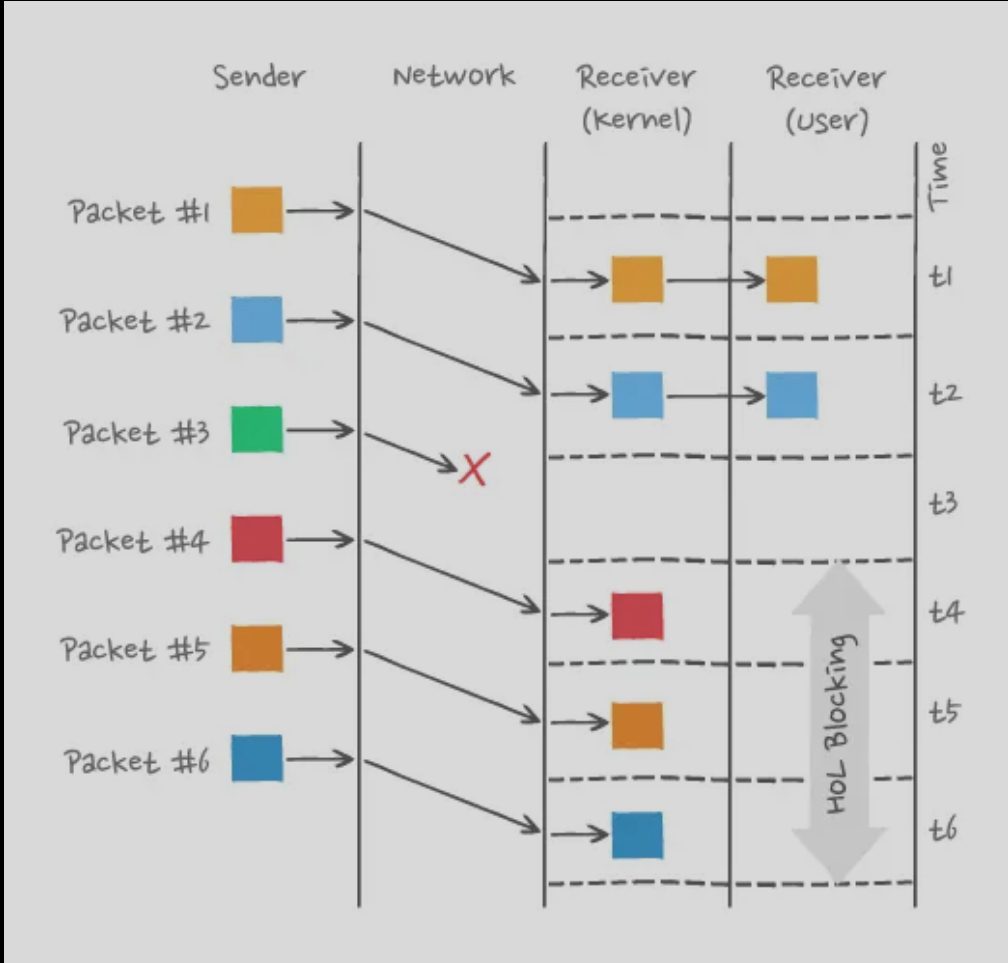 Sender
Network
Receiver
(kernel)
Receiver
(user)
Time
Packet #1
t1
Packet #2
t2
Packet #3
t3
Packet #4
t4
Packet #5
t5
Packet #6
t6
HoL Blocking